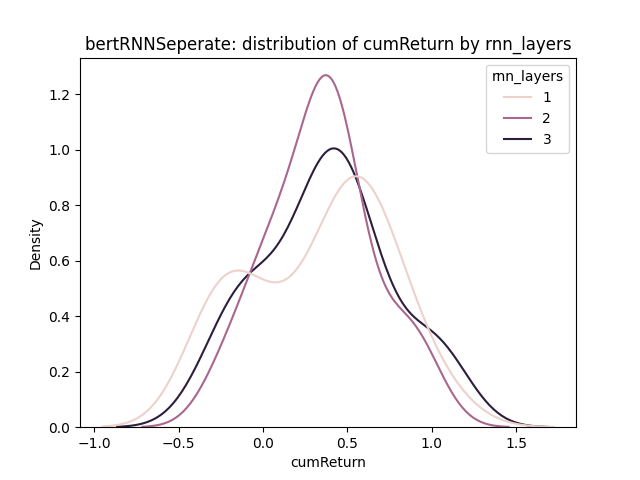 bertRNNSeperate: distribution of cumReturn by rnn_layers
rnn_layers
1
2
3
Density
1.2
1.0
0.8
0.6
0.4
0.2
0.0
−1.0 −0.5 0.0 0.5 1.0 1.5
cumReturn